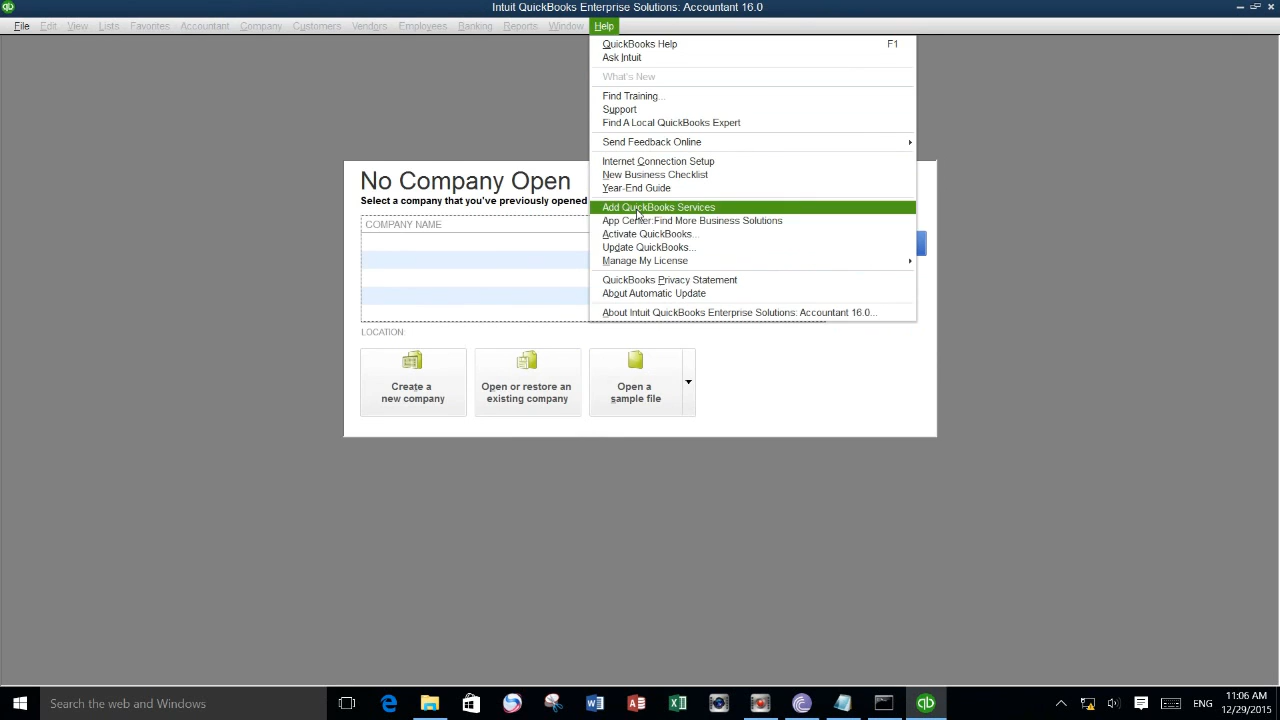 qb
Intuit QuickBooks Enterprise Solutions: Accountant 16.0
File Edit View Lists Favorites Accountant Company Customers Vendors Employees Banking Reports Window Help
QuickBooks Help F1
Ask Intuit
What's New
Find Training...
Support
Find A Local QuickBooks Expert
Send Feedback Online
Internet Connection Setup
New Business Checklist
Year-End Guide
Add QuickBooks Services
App Center:Find More Business Solutions
Activate QuickBooks...
Update QuickBooks...
Manage My License
QuickBooks Privacy Statement
About Automatic Update
About Intuit QuickBooks Enterprise Solutions: Accountant 16.0...
No Company Open
Select a company that you've previously opened
COMPANY NAME
LOCATION:
Create a
new company
Open or restore an
existing company
Open a
sample file
Search the web and Windows
qb
ENG
11:06 AM
12/29/2015